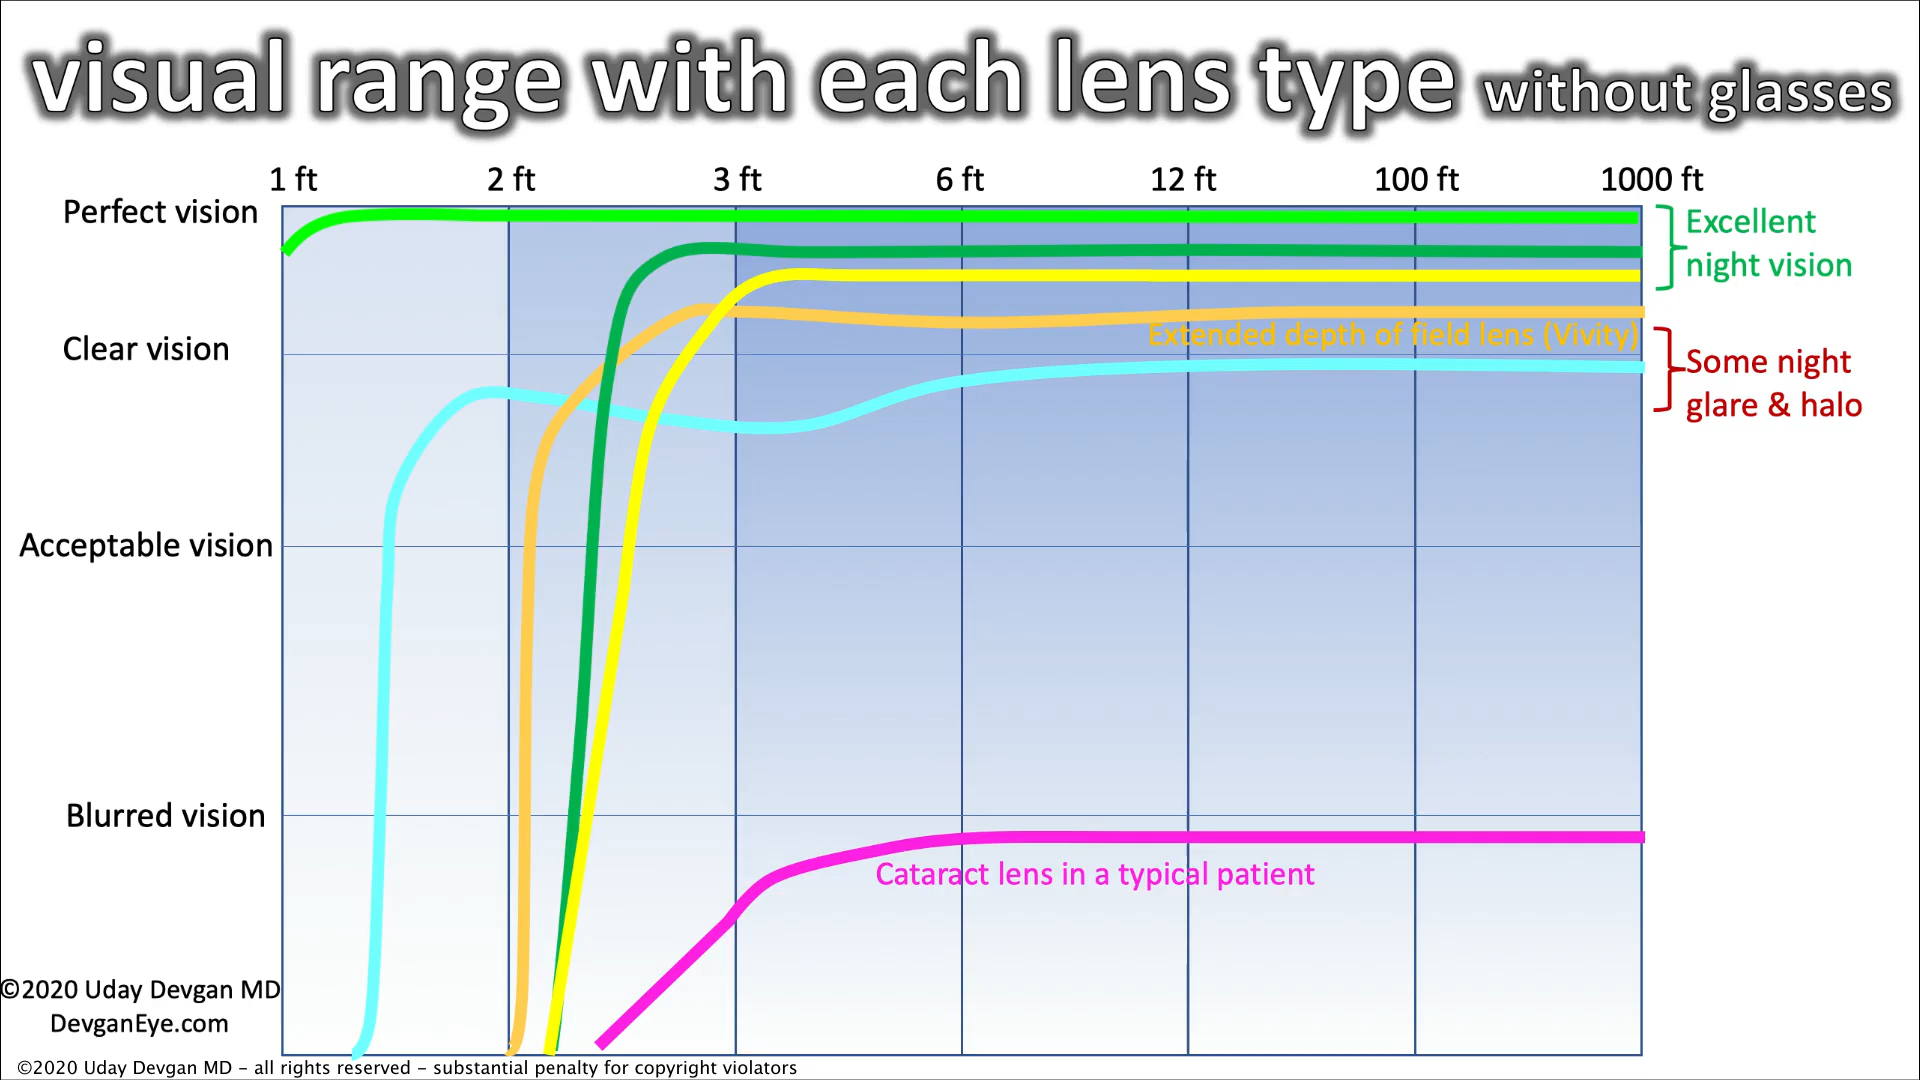 visual range with each lens type without glasses
1 ft 2 ft 3 ft 6 ft 12 ft 100 ft 1000 ft
Perfect vision
Excellent
night vision
Extended depth of field lens (Vivity)
Clear vision
Some night
glare & halo
Acceptable vision
Blurred vision
Cataract lens in a typical patient
©2020 Uday Devgan MD
DevganEye.com
©2020 Uday Devgan MD – all rights reserved – substantial penalty for copyright violators